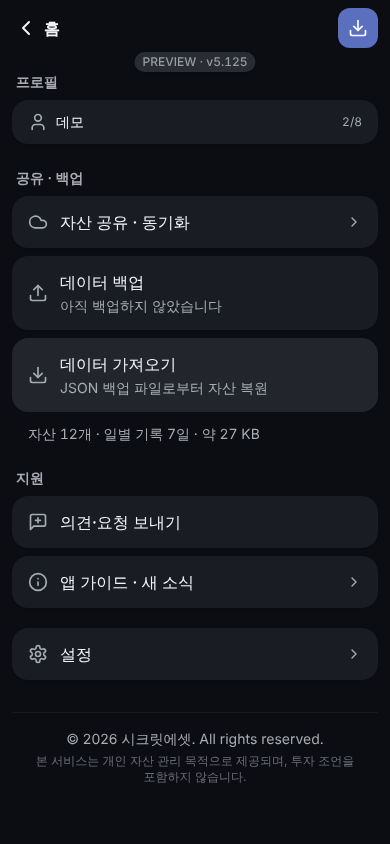 홈
PREVIEW · v5.125
프로필
데모 2/8
공유 · 백업
자산 공유 · 동기화
데이터 백업
아직 백업하지 않았습니다
데이터 가져오기
JSON 백업 파일로부터 자산 복원
자산 12개 · 일별 기록 7일 · 약 27 KB
지원
의견·요청 보내기
앱 가이드 · 새 소식
설정
© 2026 시크릿에셋. All rights reserved.
본 서비스는 개인 자산 관리 목적으로 제공되며, 투자 조언을
포함하지 않습니다.